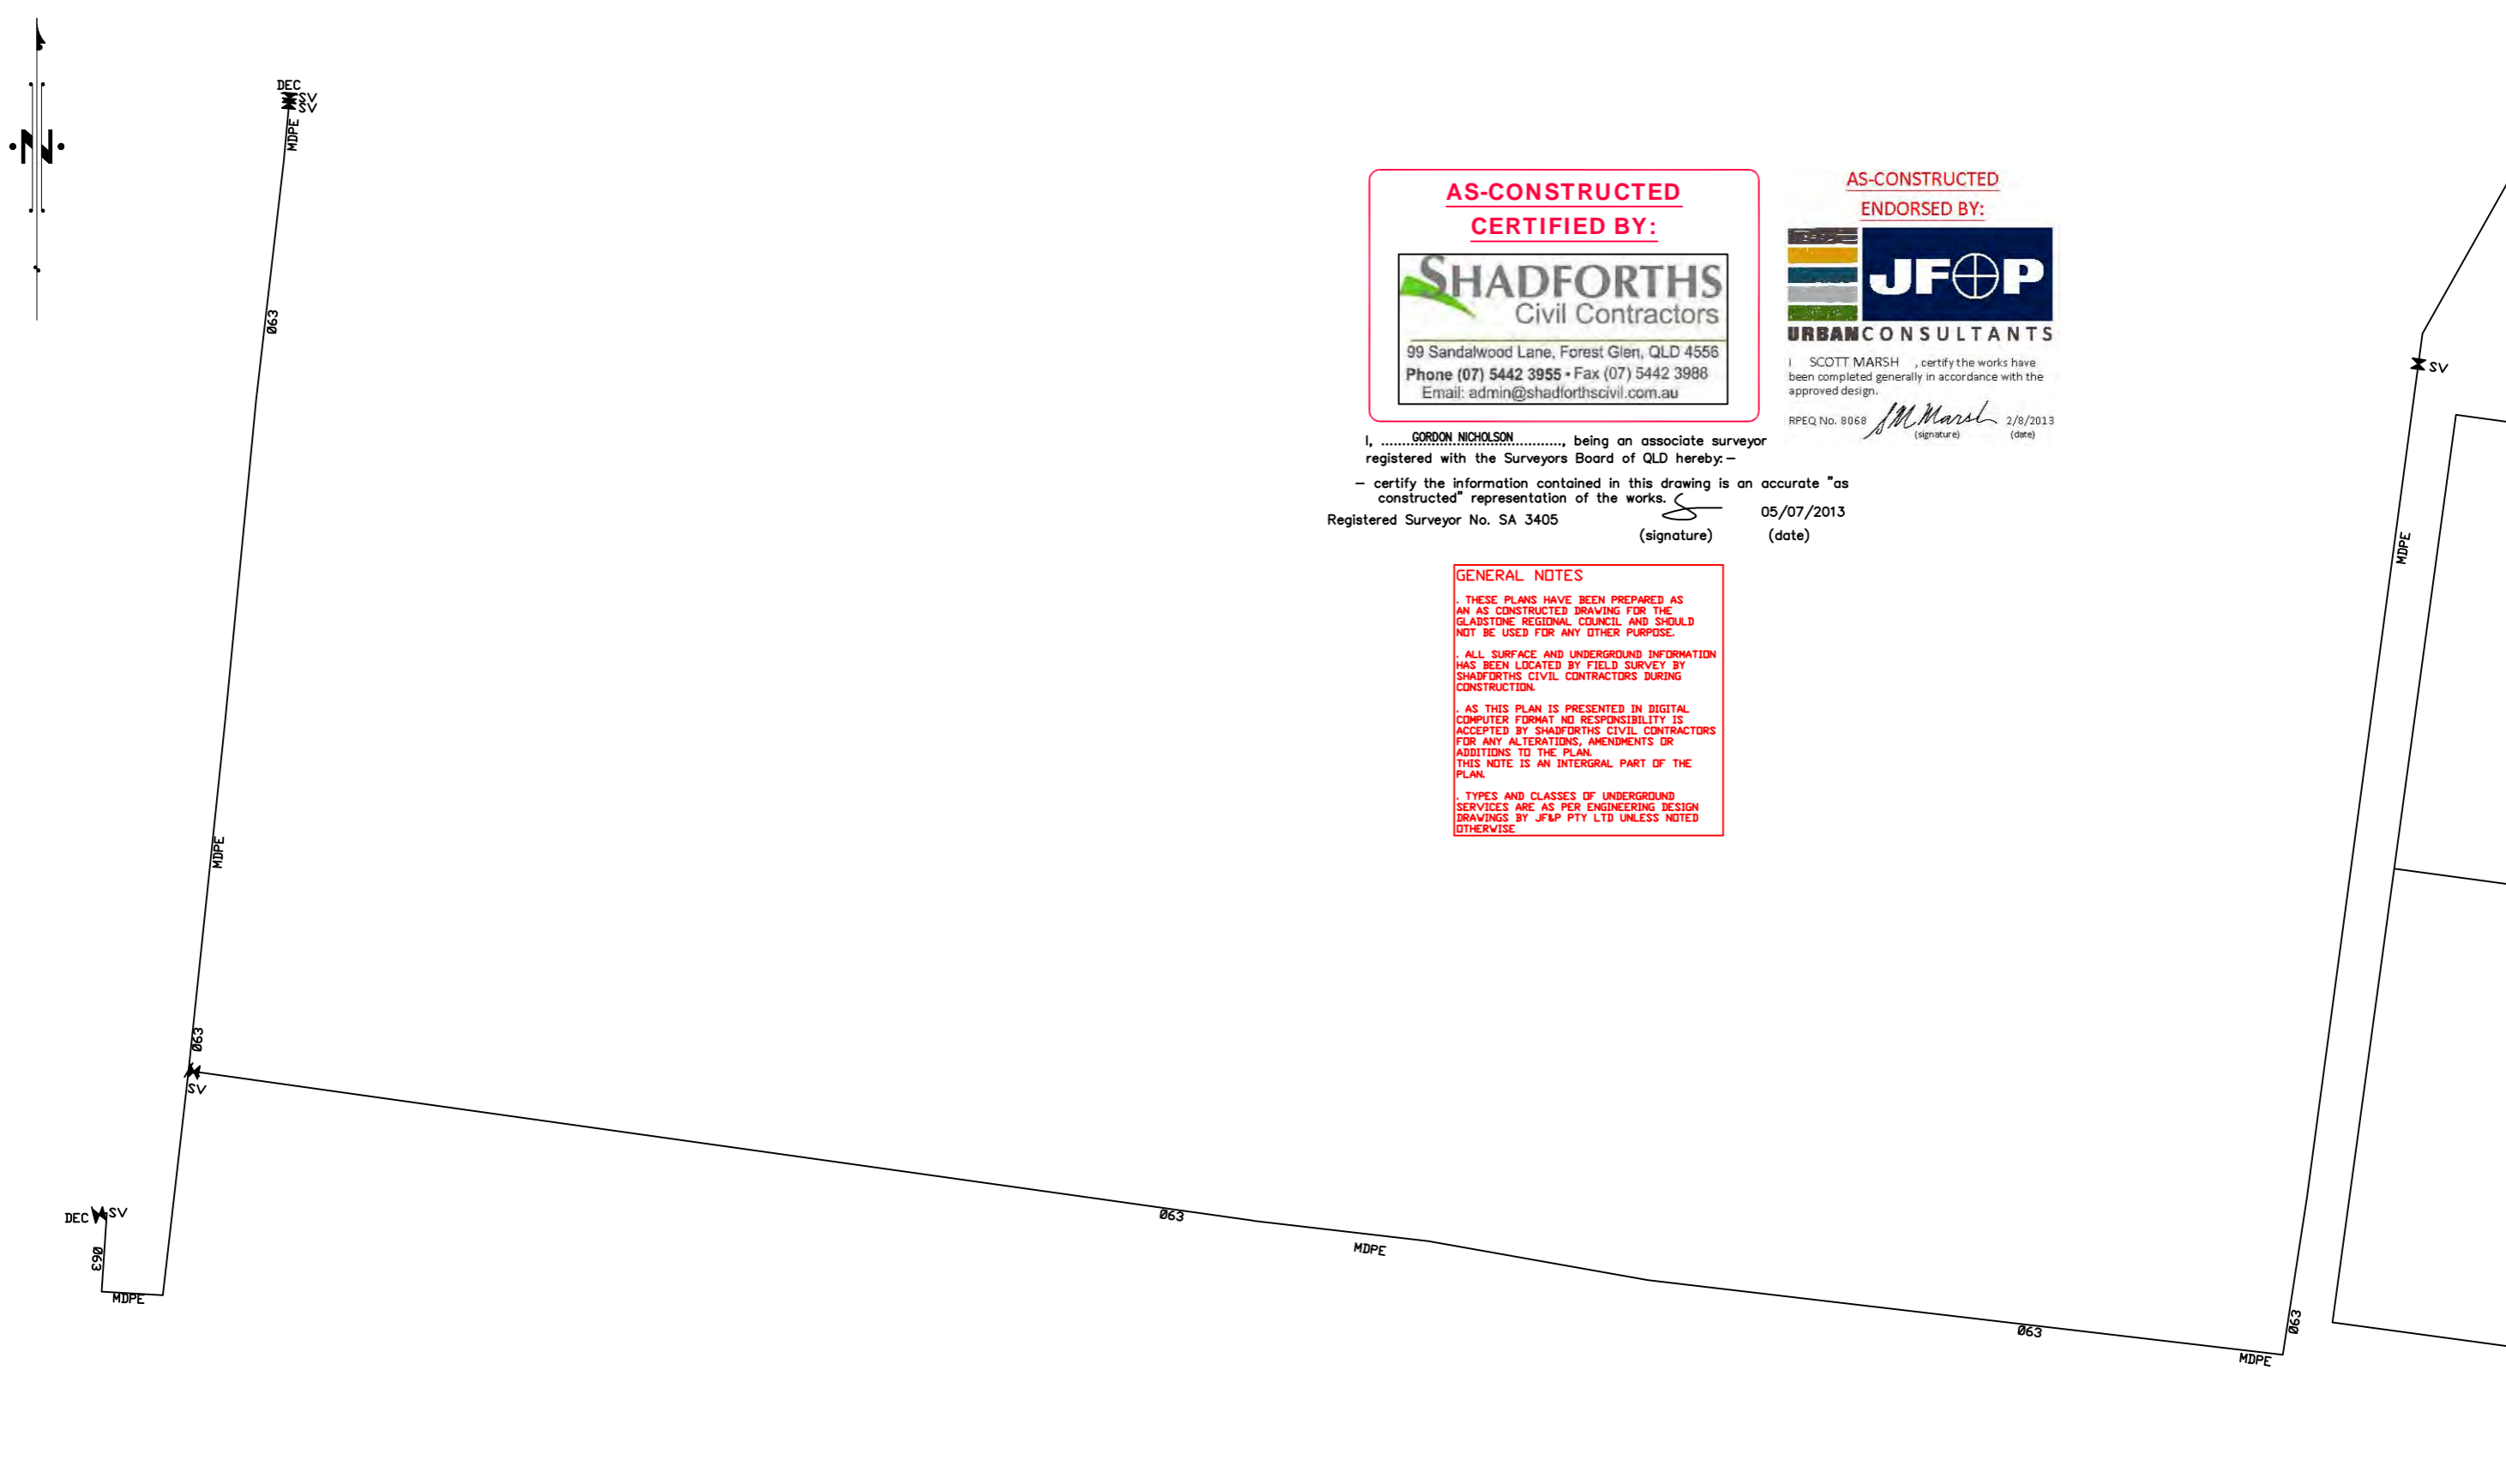 N
DEC
SV
SV
MDPE
Ø63
MDPE
Ø63
SV
DEC SV
Ø63
MDPE
Ø63
MDPE
Ø63
MDPE
Ø63
MDPE
SV
AS-CONSTRUCTED
CERTIFIED BY:
SHADFORTHS
Civil Contractors
99 Sandalwood Lane, Forest Glen, QLD 4556
Phone (07) 5442 3955 • Fax (07) 5442 3988
Email: admin@shadforthscivil.com.au
I, ..........GORDON NICHOLSON.........., being an associate surveyor
registered with the Surveyors Board of QLD hereby:–
– certify the information contained in this drawing is an accurate "as
constructed" representation of the works.
Registered Surveyor No. SA 3405
05/07/2013
(signature) (date)
AS-CONSTRUCTED
ENDORSED BY:
JF P
URBANCONSULTANTS
I SCOTT MARSH , certify the works have
been completed generally in accordance with the
approved design.
RPEQ No. 8068 SM Marsh 2/8/2013
(signature) (date)
GENERAL NOTES
. THESE PLANS HAVE BEEN PREPARED AS
AN AS CONSTRUCTED DRAWING FOR THE
GLADSTONE REGIONAL COUNCIL AND SHOULD
NOT BE USED FOR ANY OTHER PURPOSE.
. ALL SURFACE AND UNDERGROUND INFORMATION
HAS BEEN LOCATED BY FIELD SURVEY BY
SHADFORTHS CIVIL CONTRACTORS DURING
CONSTRUCTION.
. AS THIS PLAN IS PRESENTED IN DIGITAL
COMPUTER FORMAT NO RESPONSIBILITY IS
ACCEPTED BY SHADFORTHS CIVIL CONTRACTORS
FOR ANY ALTERATIONS, AMENDMENTS OR
ADDITIONS TO THE PLAN.
THIS NOTE IS AN INTERGRAL PART OF THE
PLAN.
. TYPES AND CLASSES OF UNDERGROUND
SERVICES ARE AS PER ENGINEERING DESIGN
DRAWINGS BY JF&P PTY LTD UNLESS NOTED
OTHERWISE